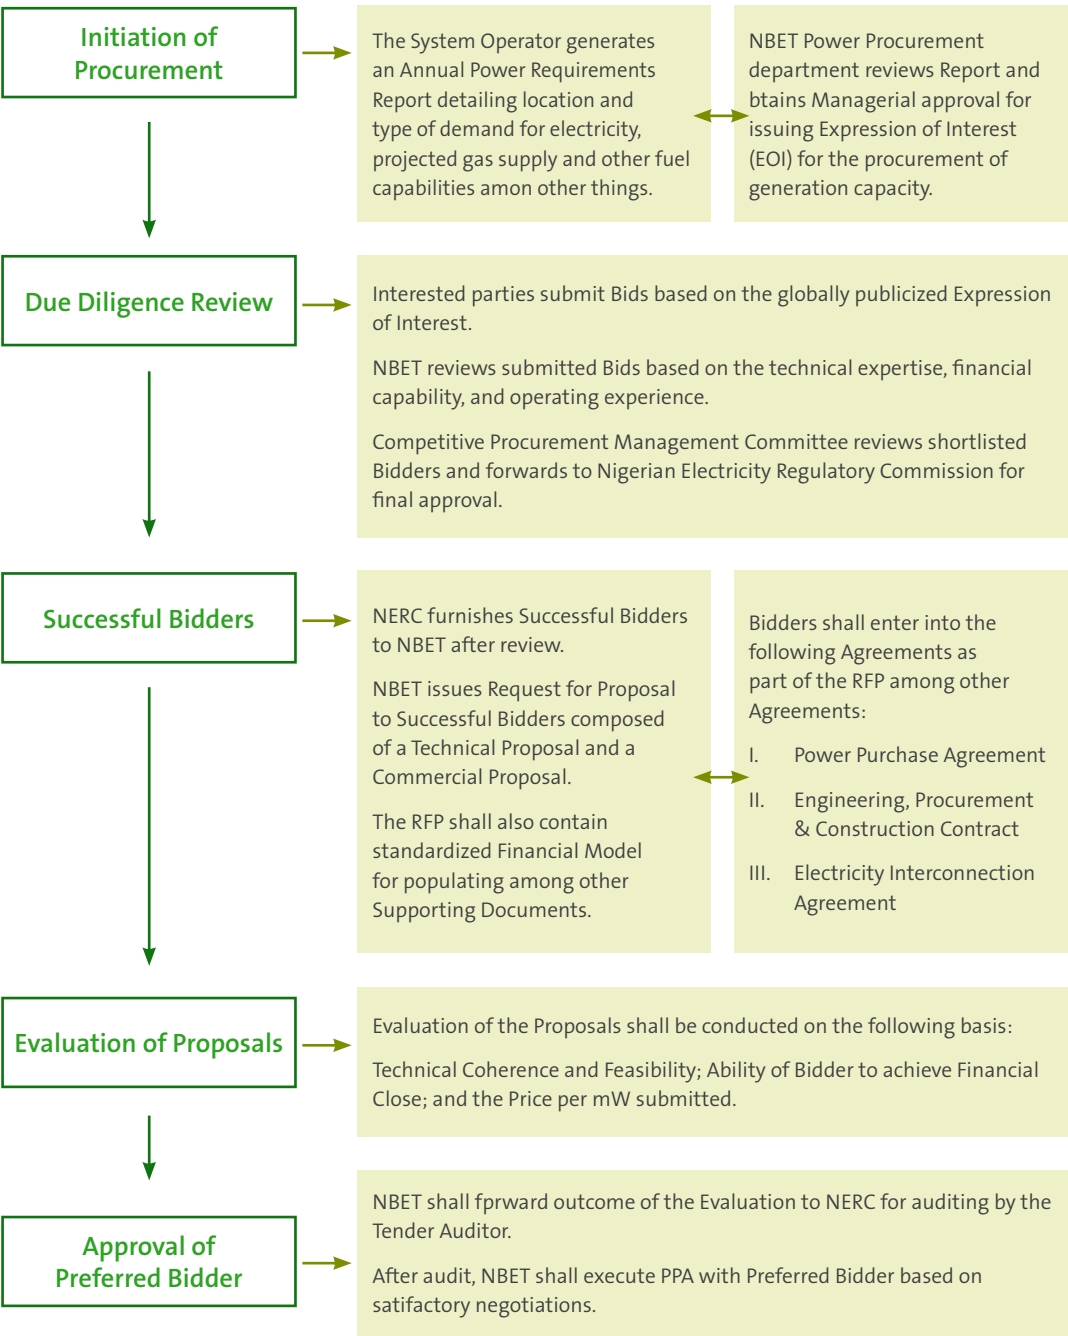 Initiation of
Procurement
The System Operator generates
an Annual Power Requirements
Report detailing location and
type of demand for electricity,
projected gas supply and other fuel
capabilities amon other things.
NBET Power Procurement
department reviews Report and
btains Managerial approval for
issuing Expression of Interest
(EOI) for the procurement of
generation capacity.
Due Diligence Review
Interested parties submit Bids based on the globally publicized Expression
of Interest.
NBET reviews submitted Bids based on the technical expertise, financial
capability, and operating experience.
Competitive Procurement Management Committee reviews shortlisted
Bidders and forwards to Nigerian Electricity Regulatory Commission for
final approval.
Successful Bidders
NERC furnishes Successful Bidders
to NBET after review.
NBET issues Request for Proposal
to Successful Bidders composed
of a Technical Proposal and a
Commercial Proposal.
The RFP shall also contain
standardized Financial Model
for populating among other
Supporting Documents.
Bidders shall enter into the
following Agreements as
part of the RFP among other
Agreements:
I. Power Purchase Agreement
II. Engineering, Procurement
& Construction Contract
III. Electricity Interconnection
Agreement
Evaluation of Proposals
Evaluation of the Proposals shall be conducted on the following basis:
Technical Coherence and Feasibility; Ability of Bidder to achieve Financial
Close; and the Price per mW submitted.
Approval of
Preferred Bidder
NBET shall fprward outcome of the Evaluation to NERC for auditing by the
Tender Auditor.
After audit, NBET shall execute PPA with Preferred Bidder based on
satifactory negotiations.